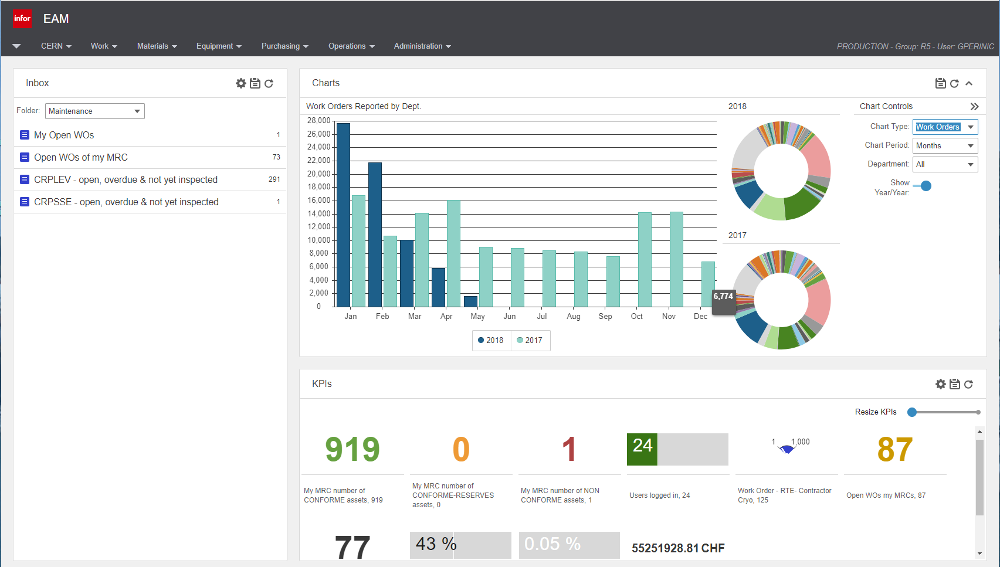 infor
EAM
CERN
Work
Materials
Equipment
Purchasing
Operations
Administration
PRODUCTION - Group: R5 - User: GPERINIC
Inbox
Folder:
Maintenance
My Open WOs
1
Open WOs of my MRC
73
CRPLEV - open, overdue & not yet inspected
291
CRPSSE - open, overdue & not yet inspected
1
Charts
Work Orders Reported by Dept.
28,000
26,000
24,000
22,000
20,000
18,000
16,000
14,000
12,000
10,000
8,000
6,000
4,000
2,000
0
Jan
Feb
Mar
Apr
May
Jun
Jul
Aug
Sep
Oct
Nov
Dec
6,774
2018
2017
2018
2017
Chart Controls
Chart Type:
Work Orders
Chart Period:
Months
Department:
All
Show
Year/Year:
KPIs
Resize KPIs
919
My MRC number of
CONFORME assets, 919
0
My MRC number of
CONFORME-RESERVES
assets, 0
1
My MRC number of NON
CONFORME assets, 1
24
Users logged in, 24
1
1,000
Work Order - RTE- Contractor
Cryo, 125
87
Open WOs my MRCs, 87
77
43 %
0.05 %
55251928.81 CHF